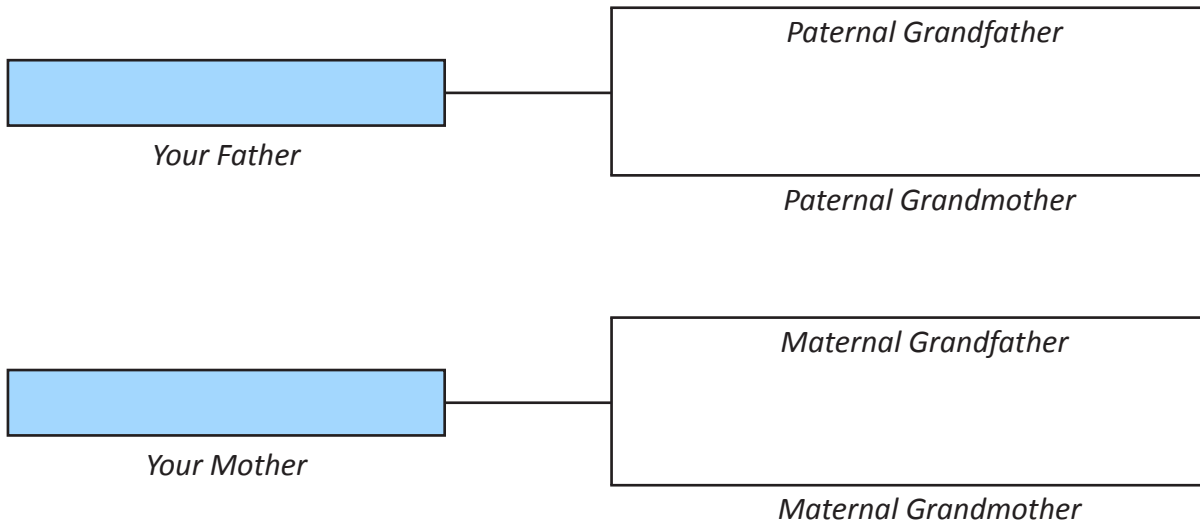 Paternal Grandfather
Your Father
Paternal Grandmother
Maternal Grandfather
Your Mother
Maternal Grandmother